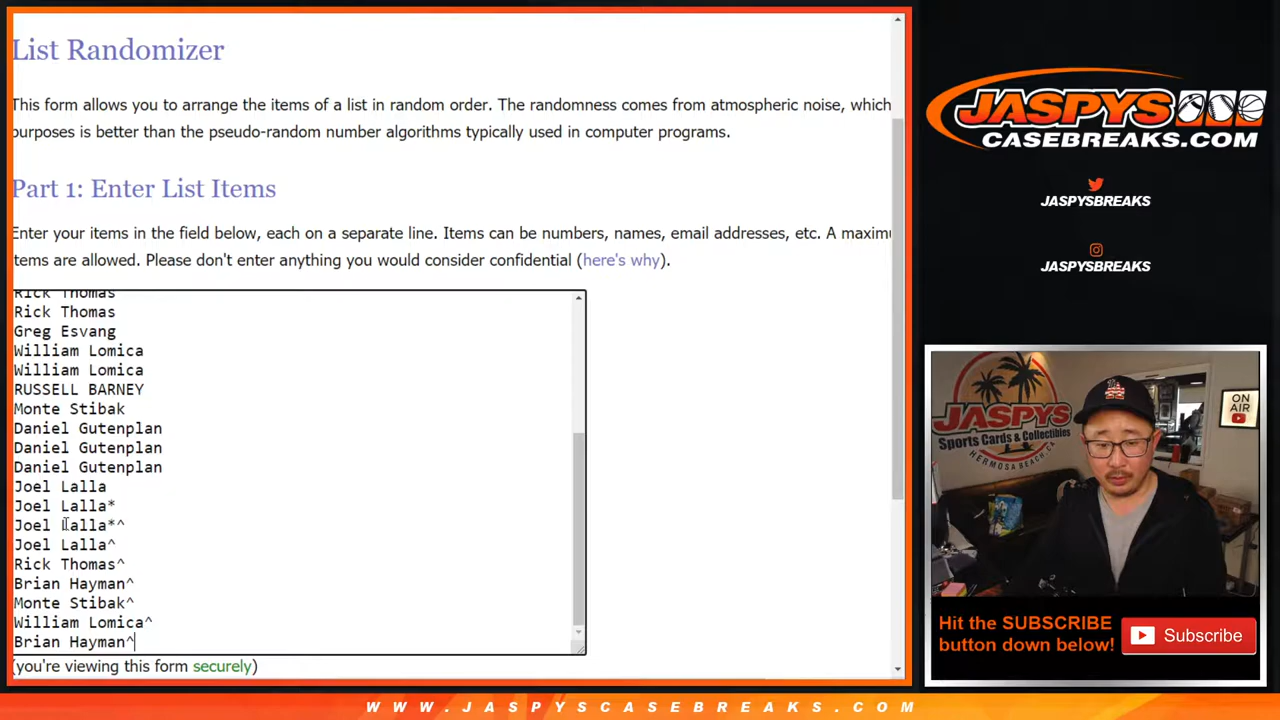 List Randomizer
This form allows you to arrange the items of a list in random order. The randomness comes from atmospheric noise, which
purposes is better than the pseudo-random number algorithms typically used in computer programs.
Part 1: Enter List Items
Enter your items in the field below, each on a separate line. Items can be numbers, names, email addresses, etc. A maximu
items are allowed. Please don't enter anything you would consider confidential (here's why).
Rick Thomas
Rick Thomas
Greg Esvang
William Lomica
William Lomica
RUSSELL BARNEY
Monte Stibak
Daniel Gutenplan
Daniel Gutenplan
Daniel Gutenplan
Joel Lalla
Joel Lalla*
Joel Lalla*^
Joel Lalla^
Rick Thomas^
Brian Hayman^
Monte Stibak^
William Lomica^
Brian Hayman^
(you're viewing this form securely)
JASPYS
CASEBREAKS.COM
JASPYSBREAKS
JASPYSBREAKS
JASPYS
Sports Cards & Collectibles
HERMOSA BEACH, CA
ON
AIR
Hit the SUBSCRIBE
button down below!
Subscribe
WWW.JASPYSCASEBREAKS.COM